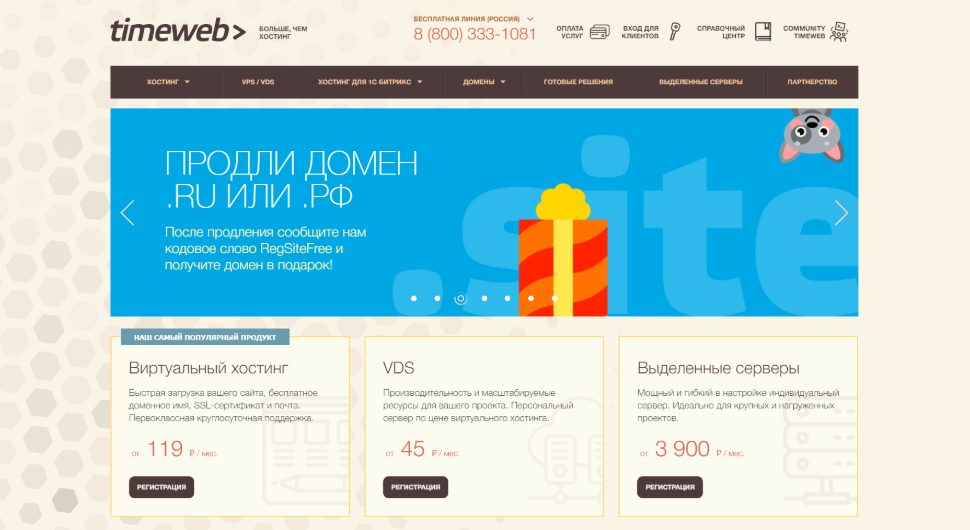 timeweb>
БОЛЬШЕ, ЧЕМ
ХОСТИНГ
БЕСПЛАТНАЯ ЛИНИЯ (РОССИЯ)
8 (800) 333-1081
ОПЛАТА
УСЛУГ
ВХОД ДЛЯ
КЛИЕНТОВ
СПРАВОЧНЫЙ
ЦЕНТР
COMMUNITY
TIMEWEB
ХОСТИНГ
VPS / VDS
ХОСТИНГ ДЛЯ 1С БИТРИКС
ДОМЕНЫ
ГОТОВЫЕ РЕШЕНИЯ
ВЫДЕЛЕННЫЕ СЕРВЕРЫ
ПАРТНЕРСТВО
ПРОДЛИ ДОМЕН
.RU ИЛИ .РФ
После продления сообщите нам
кодовое слово RegSiteFree и
получите домен в подарок!
.site
НАШ САМЫЙ ПОПУЛЯРНЫЙ ПРОДУКТ
Виртуальный хостинг
Быстрая загрузка вашего сайта, бесплатное
доменное имя, SSL-сертификат и почта.
Первоклассная круглосуточная поддержка.
от 119 ₽ / мес.
РЕГИСТРАЦИЯ
VDS
Производительность и масштабируемые
ресурсы для вашего проекта. Персональный
сервер по цене виртуального хостинга.
от 45 ₽ / мес.
РЕГИСТРАЦИЯ
Выделенные серверы
Мощный и гибкий в настройке индивидуальный
сервер. Идеально для крупных и нагруженных
проектов.
от 3 900 ₽ / мес.
РЕГИСТРАЦИЯ